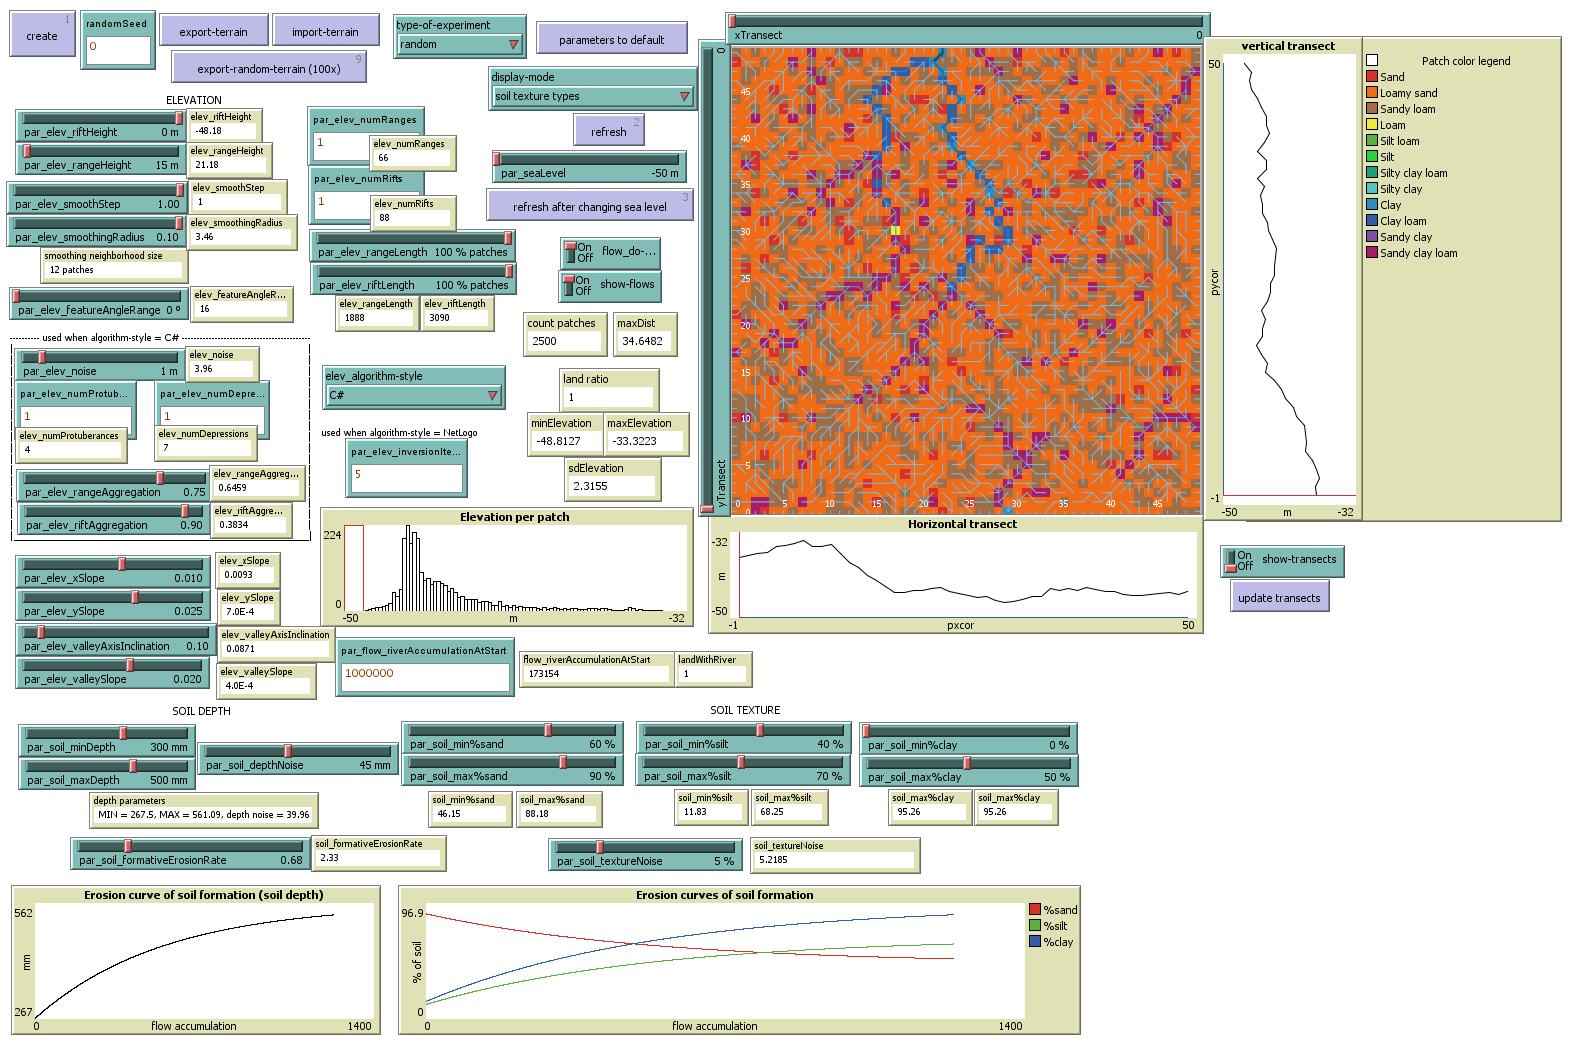 create
1
randomSeed
0
export-terrain
import-terrain
export-random-terrain (100x)
9
type-of-experiment
random
parameters to default
display-mode
soil texture types
refresh
2
par_seaLevel
-50 m
refresh after changing sea level
3
ELEVATION
par_elev_riftHeight
0 m
elev_riftHeight
-48.18
par_elev_rangeHeight
15 m
elev_rangeHeight
21.18
par_elev_smoothStep
1.00
elev_smoothStep
1
par_elev_smoothingRadius
0.10
elev_smoothingRadius
3.46
smoothing neighborhood size
12 patches
par_elev_featureAngleRange
0 º
elev_featureAngleR...
16
par_elev_numRanges
1
elev_numRanges
66
par_elev_numRifts
1
elev_numRifts
88
par_elev_rangeLength
100 % patches
par_elev_riftLength
100 % patches
elev_rangeLength
1888
elev_riftLength
3090
On
Off
flow_do-...
On
Off
show-flows
count patches
2500
maxDist
34.6482
land ratio
1
minElevation
-48.8127
maxElevation
-33.3223
sdElevation
2.3155
used when algorithm-style = C#
par_elev_noise
1 m
elev_noise
3.96
par_elev_numProtub...
1
elev_numProtuberances
4
par_elev_numDepre...
1
elev_numDepressions
7
par_elev_rangeAggregation
0.75
elev_rangeAggreg...
0.6459
par_elev_riftAggregation
0.90
elev_riftAggre...
0.3834
elev_algorithm-style
C#
used when algorithm-style = NetLogo
par_elev_inversionIte...
5
par_elev_xSlope
0.010
elev_xSlope
0.0093
par_elev_ySlope
0.025
elev_ySlope
7.0E-4
par_elev_valleyAxisInclination
0.10
elev_valleyAxisInclination
0.0871
par_elev_valleySlope
0.020
elev_valleySlope
4.0E-4
Elevation per patch
224
0
-50
m
-32
par_flow_riverAccumulationAtStart
1000000
flow_riverAccumulationAtStart
173154
landWithRiver
1
xTransect
0
yTransect
0
45
40
35
30
25
20
15
10
5
0
0
5
10
15
20
25
30
35
40
45
vertical transect
50
pycor
-1
-50
m
-32
Patch color legend
Sand
Loamy sand
Sandy loam
Loam
Silt loam
Silt
Silty clay loam
Silty clay
Clay
Clay loam
Sandy clay
Sandy clay loam
Horizontal transect
-32
m
-50
-1
pxcor
50
On
Off
show-transects
update transects
SOIL DEPTH
par_soil_minDepth
300 mm
par_soil_maxDepth
500 mm
par_soil_depthNoise
45 mm
depth parameters
MIN = 267.5, MAX = 561.09, depth noise = 39.96
par_soil_formativeErosionRate
0.68
soil_formativeErosionRate
2.33
SOIL TEXTURE
par_soil_min%sand
60 %
par_soil_max%sand
90 %
soil_min%sand
46.15
soil_max%sand
88.18
par_soil_min%silt
40 %
par_soil_max%silt
70 %
soil_min%silt
11.83
soil_max%silt
68.25
par_soil_min%clay
0 %
par_soil_max%clay
50 %
soil_max%clay
95.26
soil_max%clay
95.26
par_soil_textureNoise
5 %
soil_textureNoise
5.2185
Erosion curve of soil formation (soil depth)
562
mm
267
0
flow accumulation
1400
Erosion curves of soil formation
96.9
% of soil
0
0
flow accumulation
1400
%sand
%silt
%clay